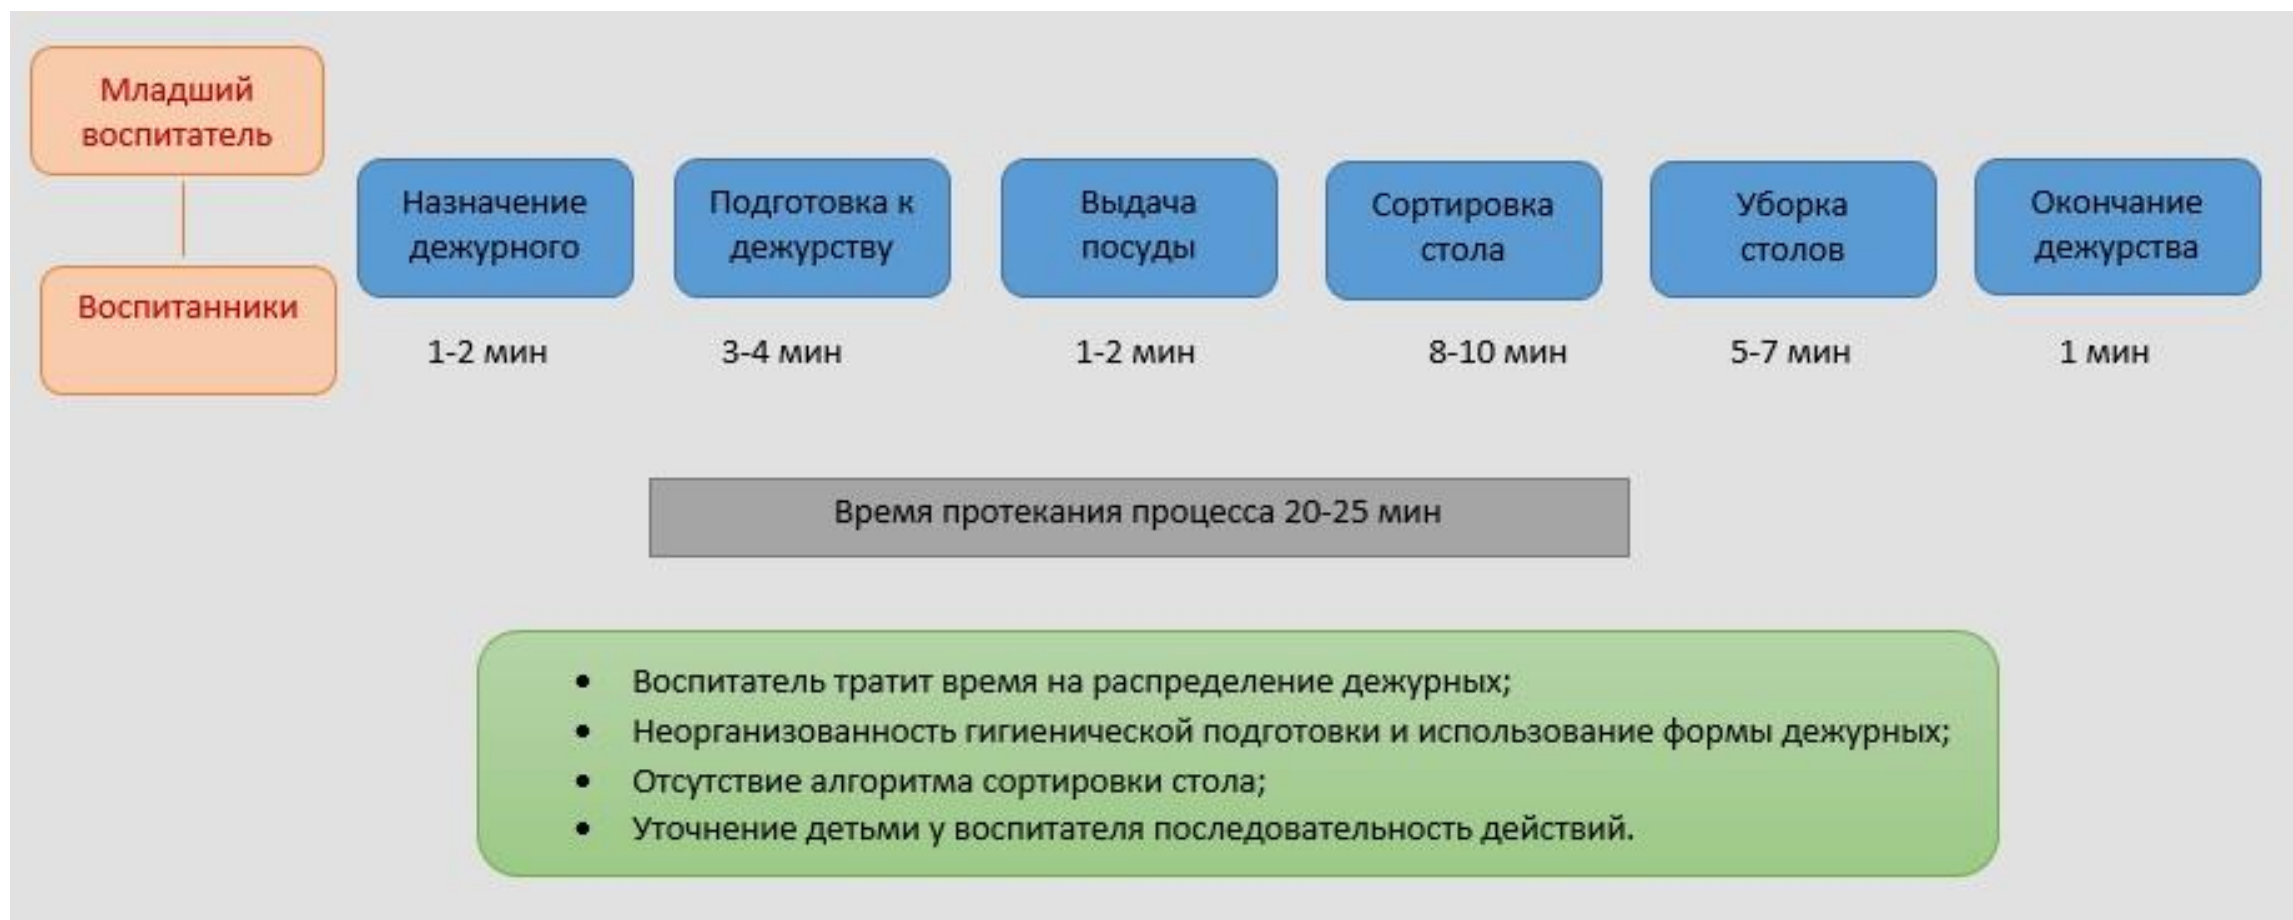 Младший
воспитатель
Воспитанники
Назначение
дежурного
1-2 мин
Подготовка к
дежурству
3-4 мин
Выдача
посуды
1-2 мин
Сортировка
стола
8-10 мин
Уборка
столов
5-7 мин
Окончание
дежурства
1 мин
Время протекания процесса 20-25 мин
• Воспитатель тратит время на распределение дежурных;
• Неорганизованность гигиенической подготовки и использование формы дежурных;
• Отсутствие алгоритма сортировки стола;
• Уточнение детьми у воспитателя последовательность действий.